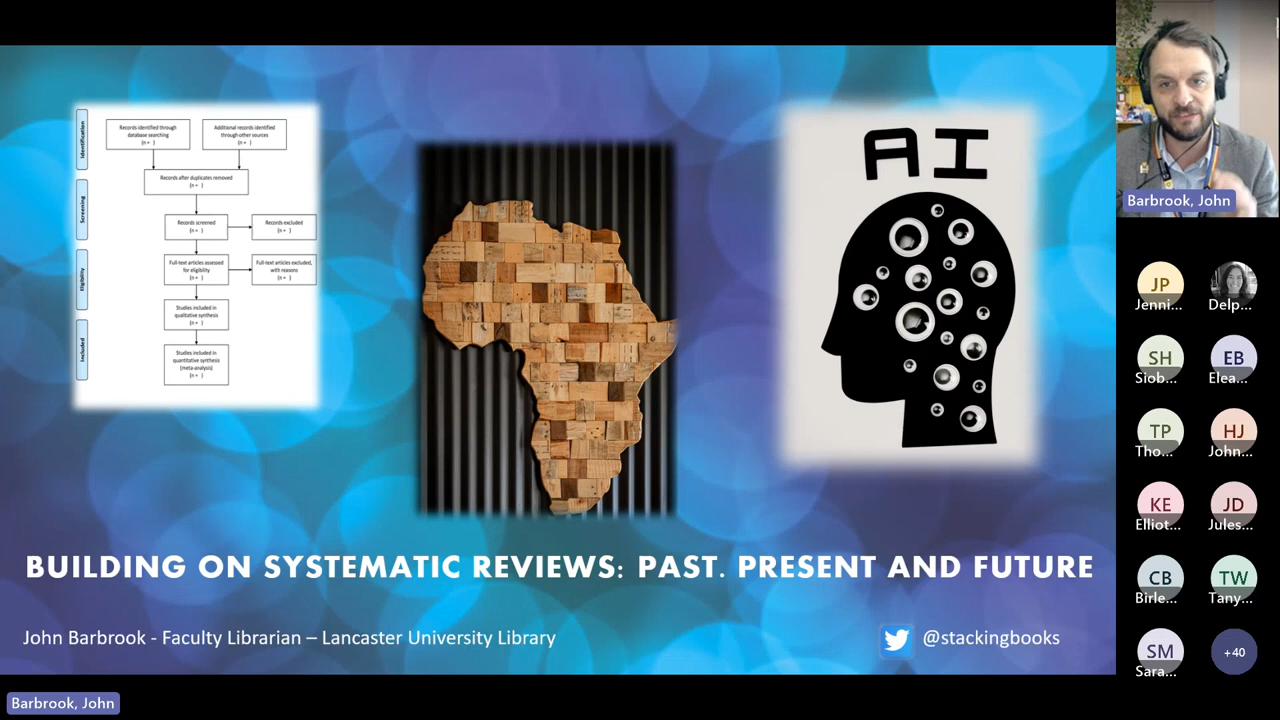 Identification
Records identified through
database searching
(n = )
Additional records identified
through other sources
(n = )
Records after duplicates removed
(n = )
Screening
Records screened
(n = )
Records excluded
(n = )
Eligibility
Full-text articles assessed
for eligibility
(n = )
Full-text articles excluded,
with reasons
(n = )
Included
Studies included in
qualitative synthesis
(n = )
Studies included in
quantitative synthesis
(meta-analysis)
(n = )
AI
BUILDING ON SYSTEMATIC REVIEWS: PAST. PRESENT AND FUTURE
John Barbrook - Faculty Librarian – Lancaster University Library
@stackingbooks
Barbrook, John
JP
Jenni...
Delp...
SH
Siob...
EB
Elea...
TP
Tho...
HJ
John...
KE
Elliot...
JD
Jules...
CB
Birle...
TW
Tany...
SM
Sara...
+40
Barbrook, John